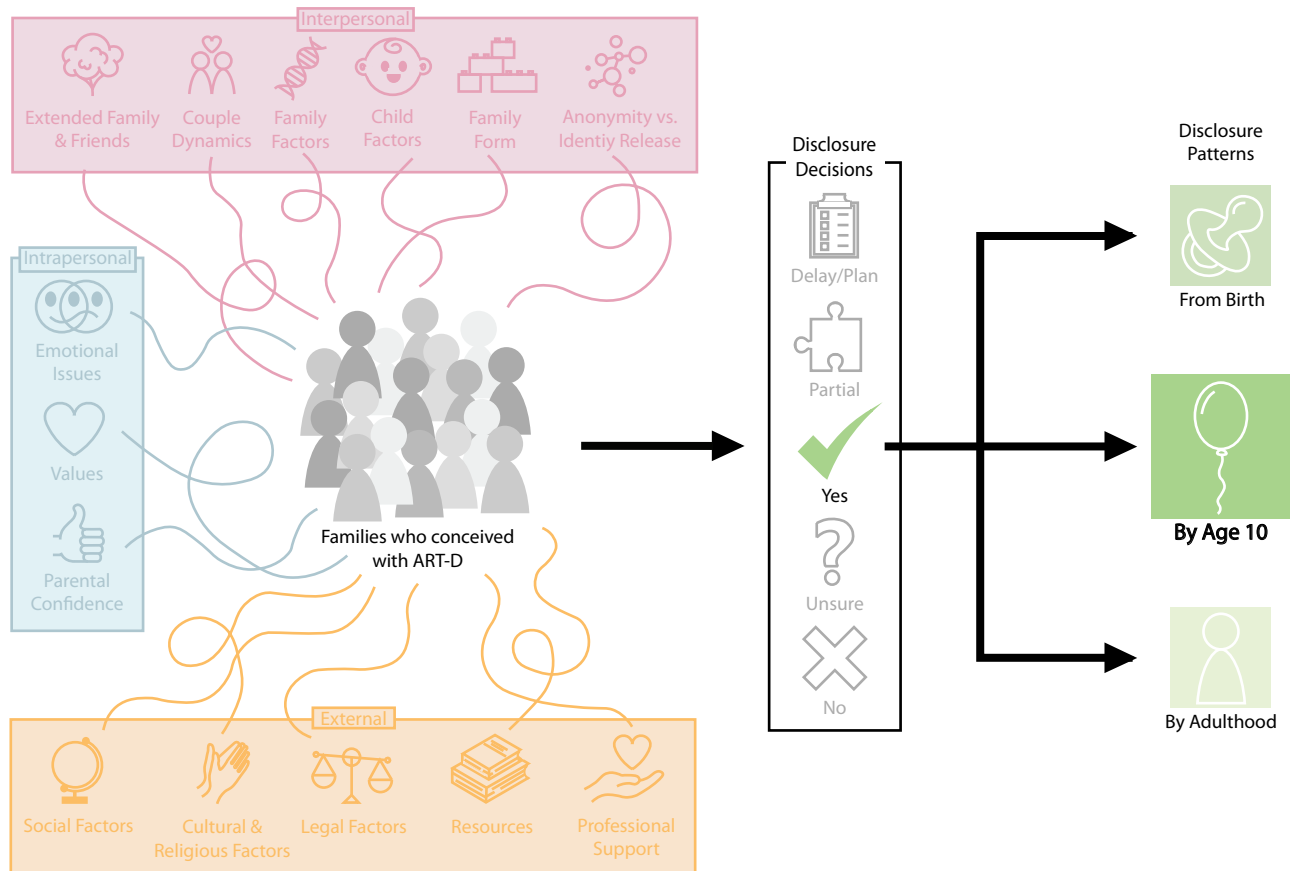 Interpersonal
Extended Family
& Friends
Couple
Dynamics
Family
Factors
Child
Factors
Family
Form
Anonymity vs.
Identiy Release
Intrapersonal
Emotional
Issues
Values
Parental
Confidence
Families who conceived
with ART-D
External
Social Factors
Cultural &
Religious Factors
Legal Factors
Resources
Professional
Support
Disclosure
Decisions
Delay/Plan
Partial
Yes
Unsure
No
Disclosure
Patterns
From Birth
By Age 10
By Adulthood